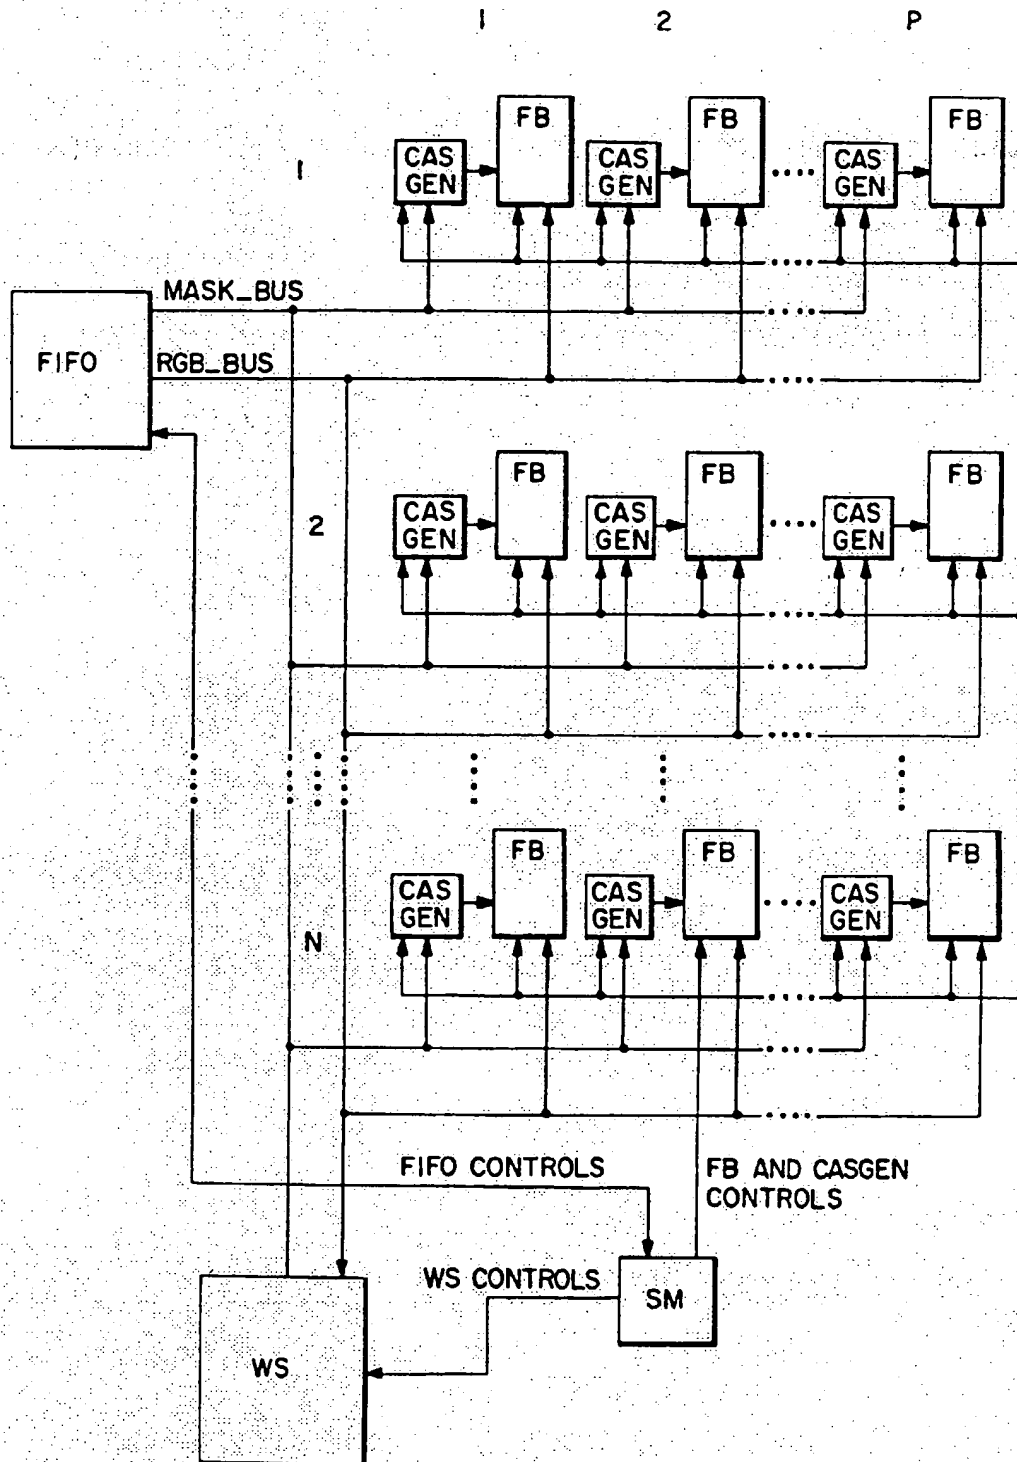 1 2 P
FB FB FB
CAS GEN CAS GEN CAS GEN
1
MASK_BUS
FIFO
RGB_BUS
FB FB FB
CAS GEN CAS GEN CAS GEN
2
FB FB FB
CAS GEN CAS GEN CAS GEN
N
FIFO CONTROLS
FB AND CASGEN
CONTROLS
WS CONTROLS
SM
WS